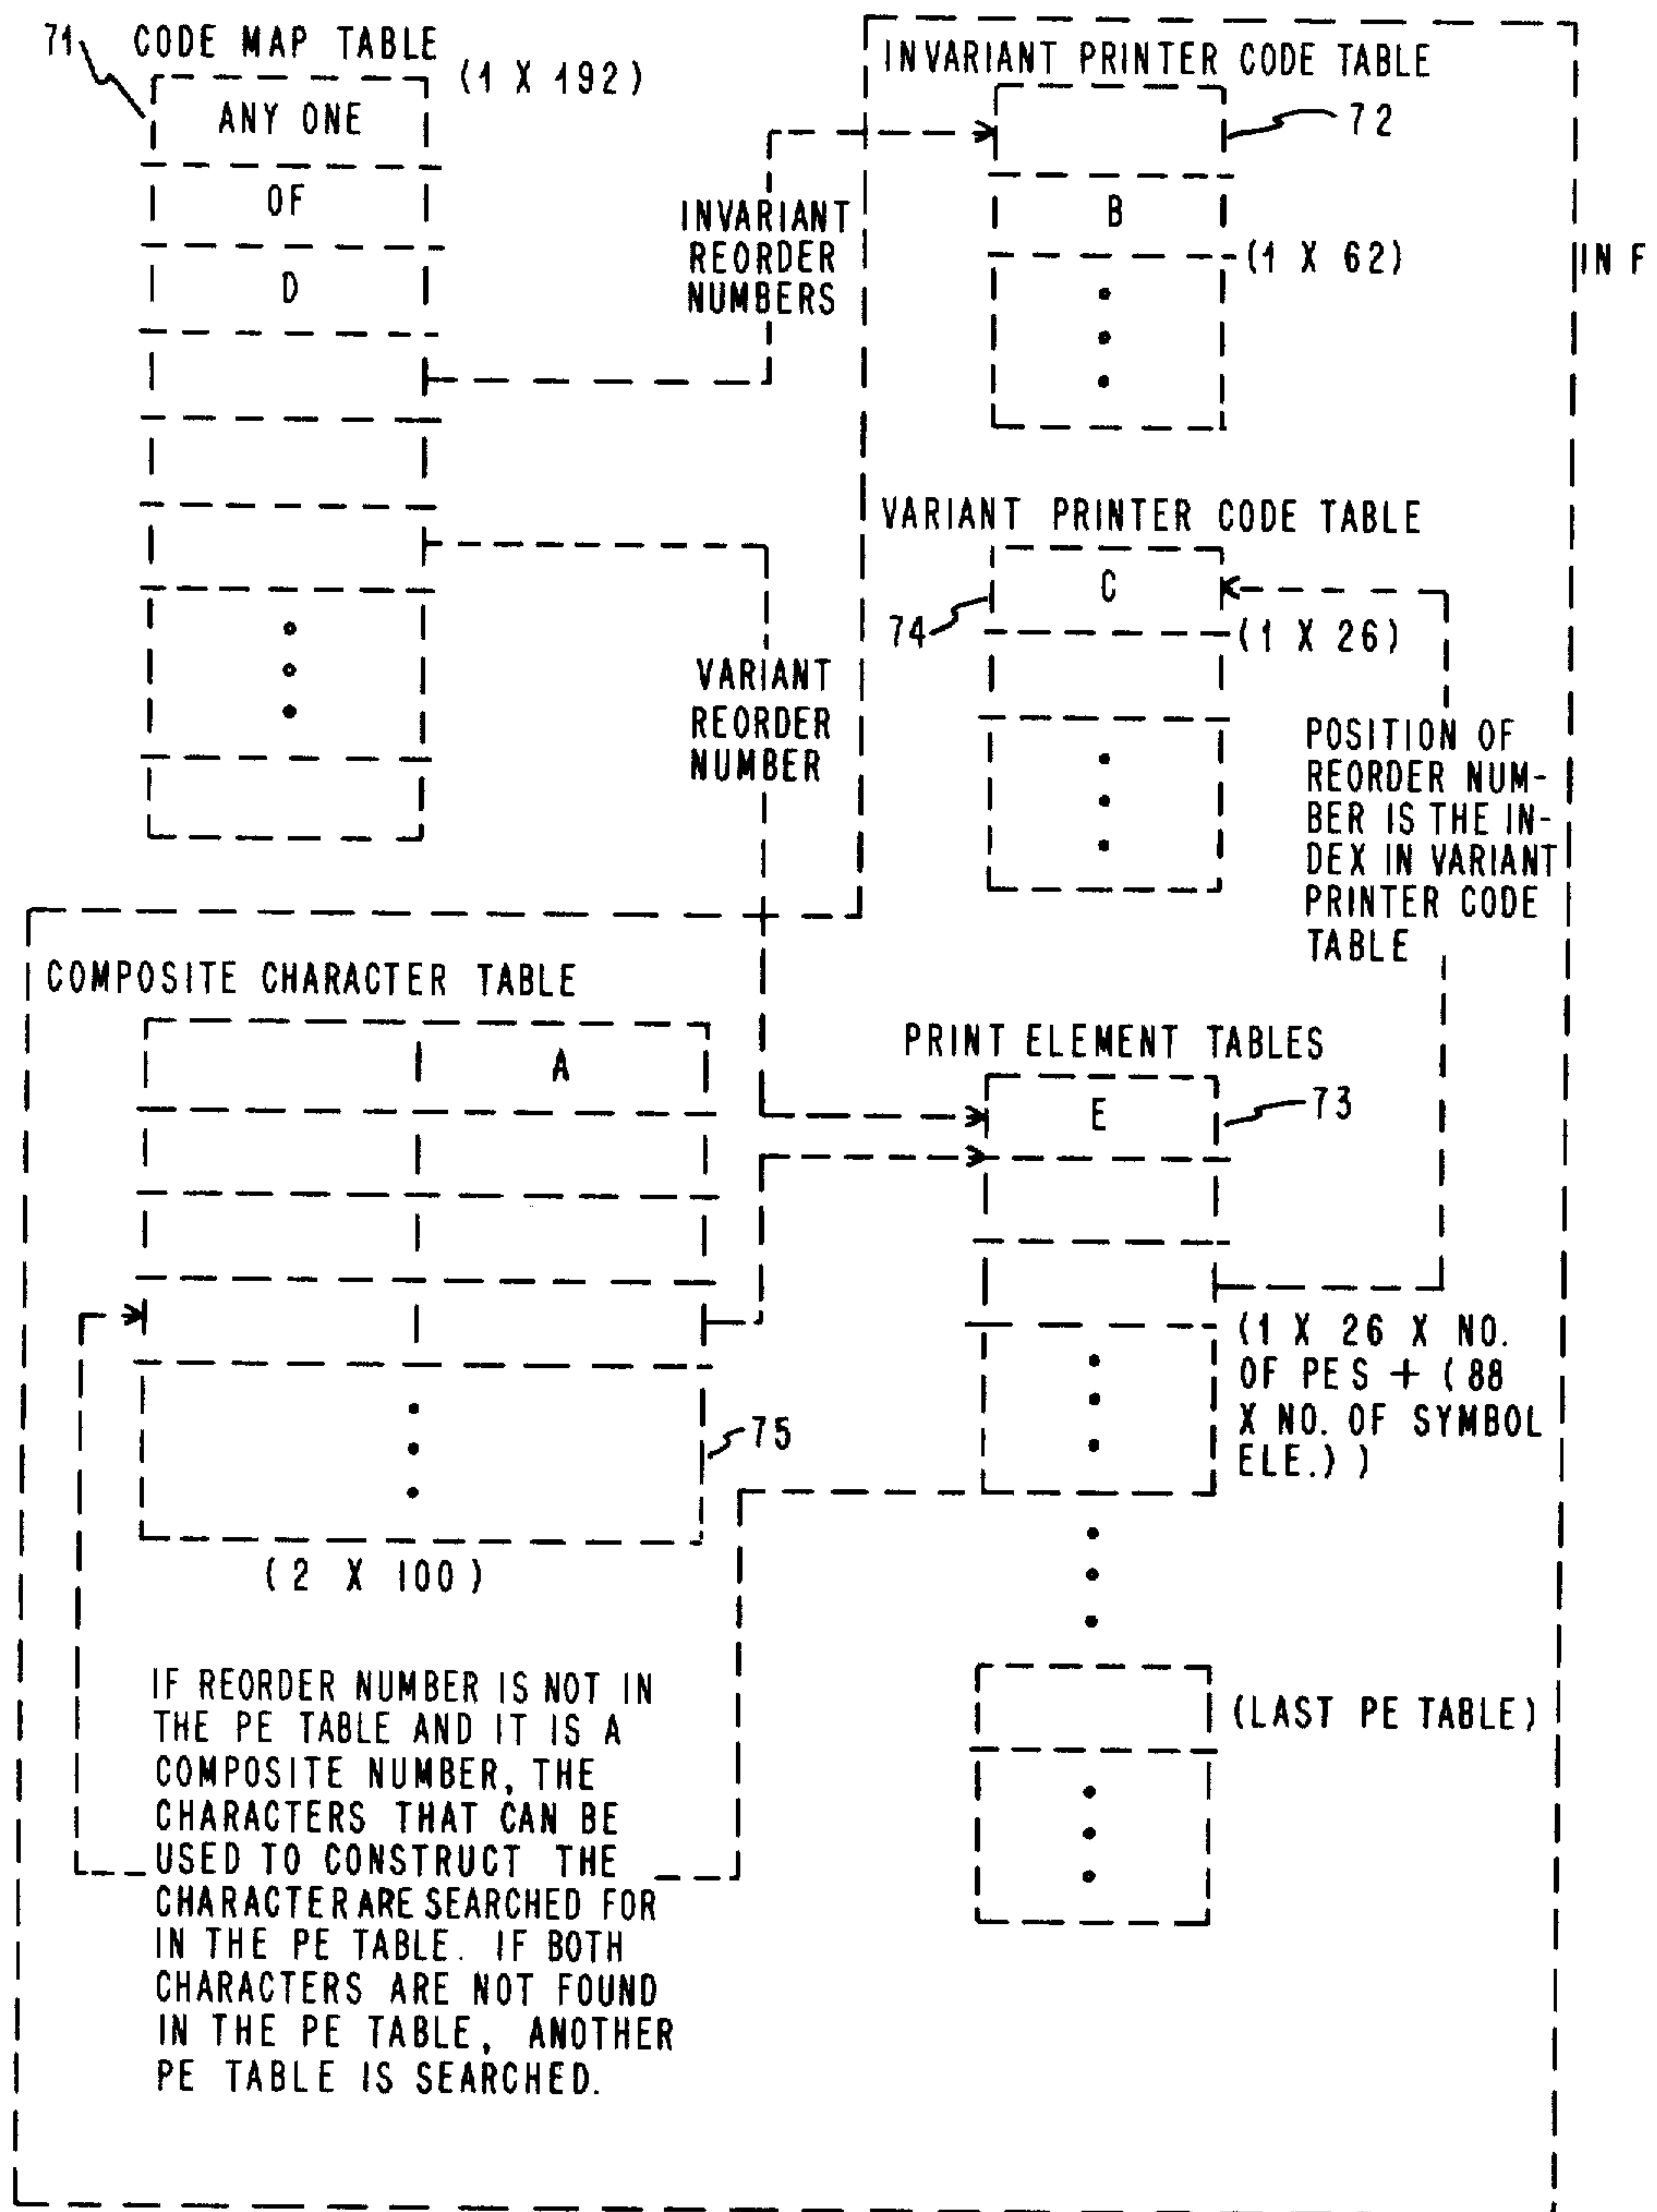 71 CODE MAP TABLE
(1 X 192)
ANY ONE
OF
D
INVARIANT
REORDER
NUMBERS
VARIANT
REORDER
NUMBER
INVARIANT PRINTER CODE TABLE
72
B
(1 X 62)
IN F
VARIANT PRINTER CODE TABLE
C
74
(1 X 26)
POSITION OF
REORDER NUM-
BER IS THE IN-
DEX IN VARIANT
PRINTER CODE
TABLE
COMPOSITE CHARACTER TABLE
A
75
(2 X 100)
PRINT ELEMENT TABLES
E
73
(1 X 26 X NO.
OF PES + (88
X NO. OF SYMBOL
ELE.))
(LAST PE TABLE)
IF REORDER NUMBER IS NOT IN
THE PE TABLE AND IT IS A
COMPOSITE NUMBER, THE
CHARACTERS THAT CAN BE
USED TO CONSTRUCT THE
CHARACTER ARE SEARCHED FOR
IN THE PE TABLE. IF BOTH
CHARACTERS ARE NOT FOUND
IN THE PE TABLE, ANOTHER
PE TABLE IS SEARCHED.